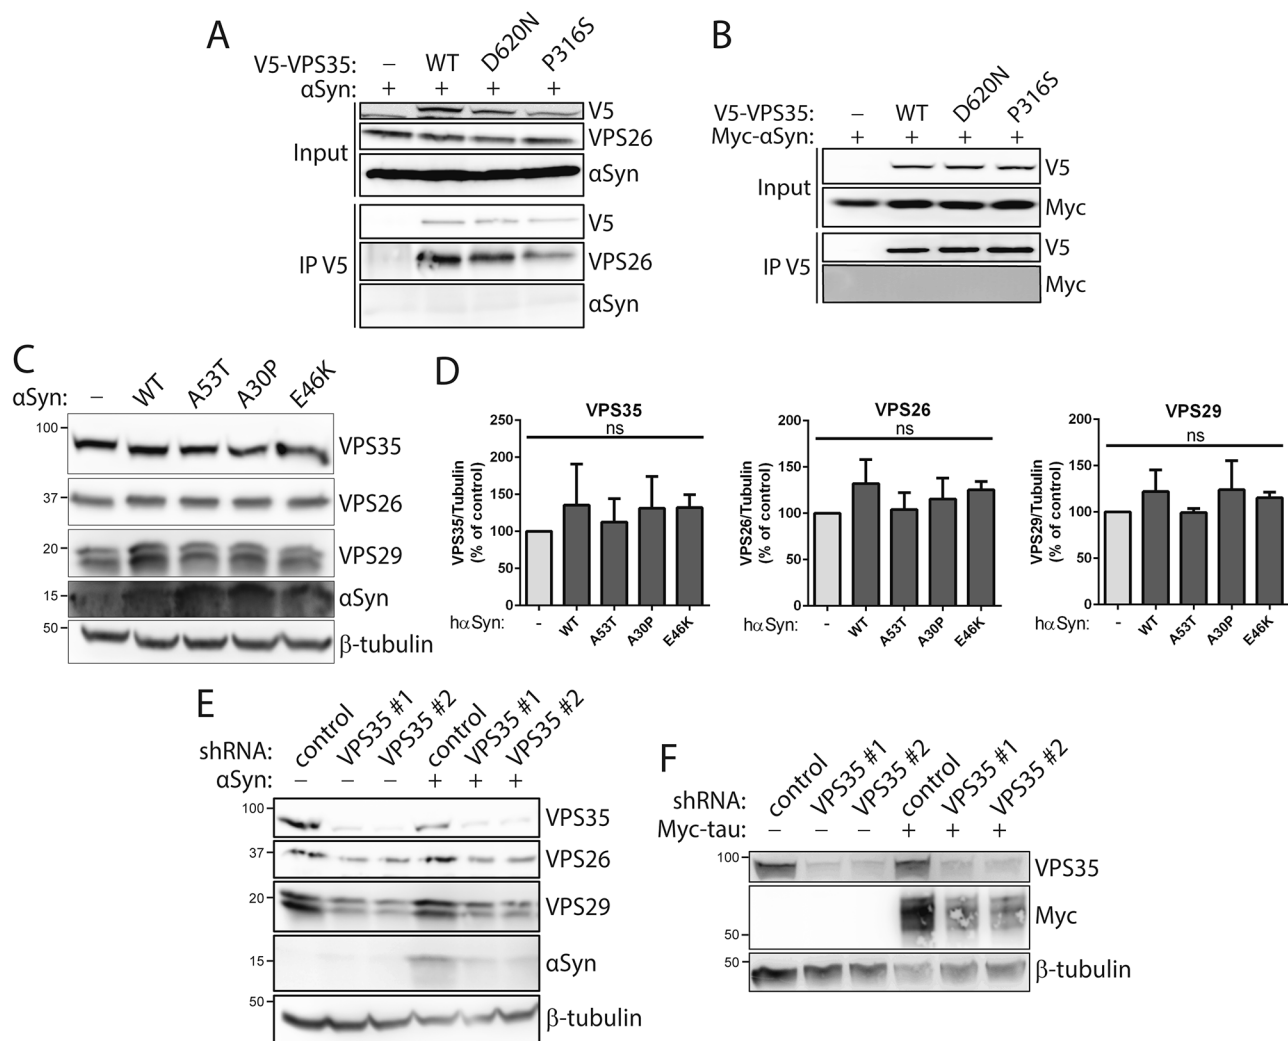 A
V5-VPS35: – WT D620N P316S
αSyn: + + + +
Input
V5
VPS26
αSyn
IP V5
V5
VPS26
αSyn
B
V5-VPS35: – WT D620N P316S
Myc-αSyn: + + + +
Input
V5
Myc
IP V5
V5
Myc
C
αSyn: – WT A53T A30P E46K
100
VPS35
37
VPS26
20
VPS29
15
αSyn
50
β-tubulin
D
VPS35
ns
VPS35/Tubulin
(% of control)
250
200
150
100
50
0
hαSyn: - WT A53T A30P E46K
VPS26
ns
VPS26/Tubulin
(% of control)
200
150
100
50
0
hαSyn: - WT A53T A30P E46K
VPS29
ns
VPS29/Tubulin
(% of control)
200
150
100
50
0
hαSyn: - WT A53T A30P E46K
E
shRNA: control VPS35 #1 VPS35 #2 control VPS35 #1 VPS35 #2
αSyn: – – – + + +
100
VPS35
37
VPS26
20
VPS29
15
αSyn
50
β-tubulin
F
shRNA: control VPS35 #1 VPS35 #2 control VPS35 #1 VPS35 #2
Myc-tau: – – – + + +
100
VPS35
50
Myc
50
β-tubulin